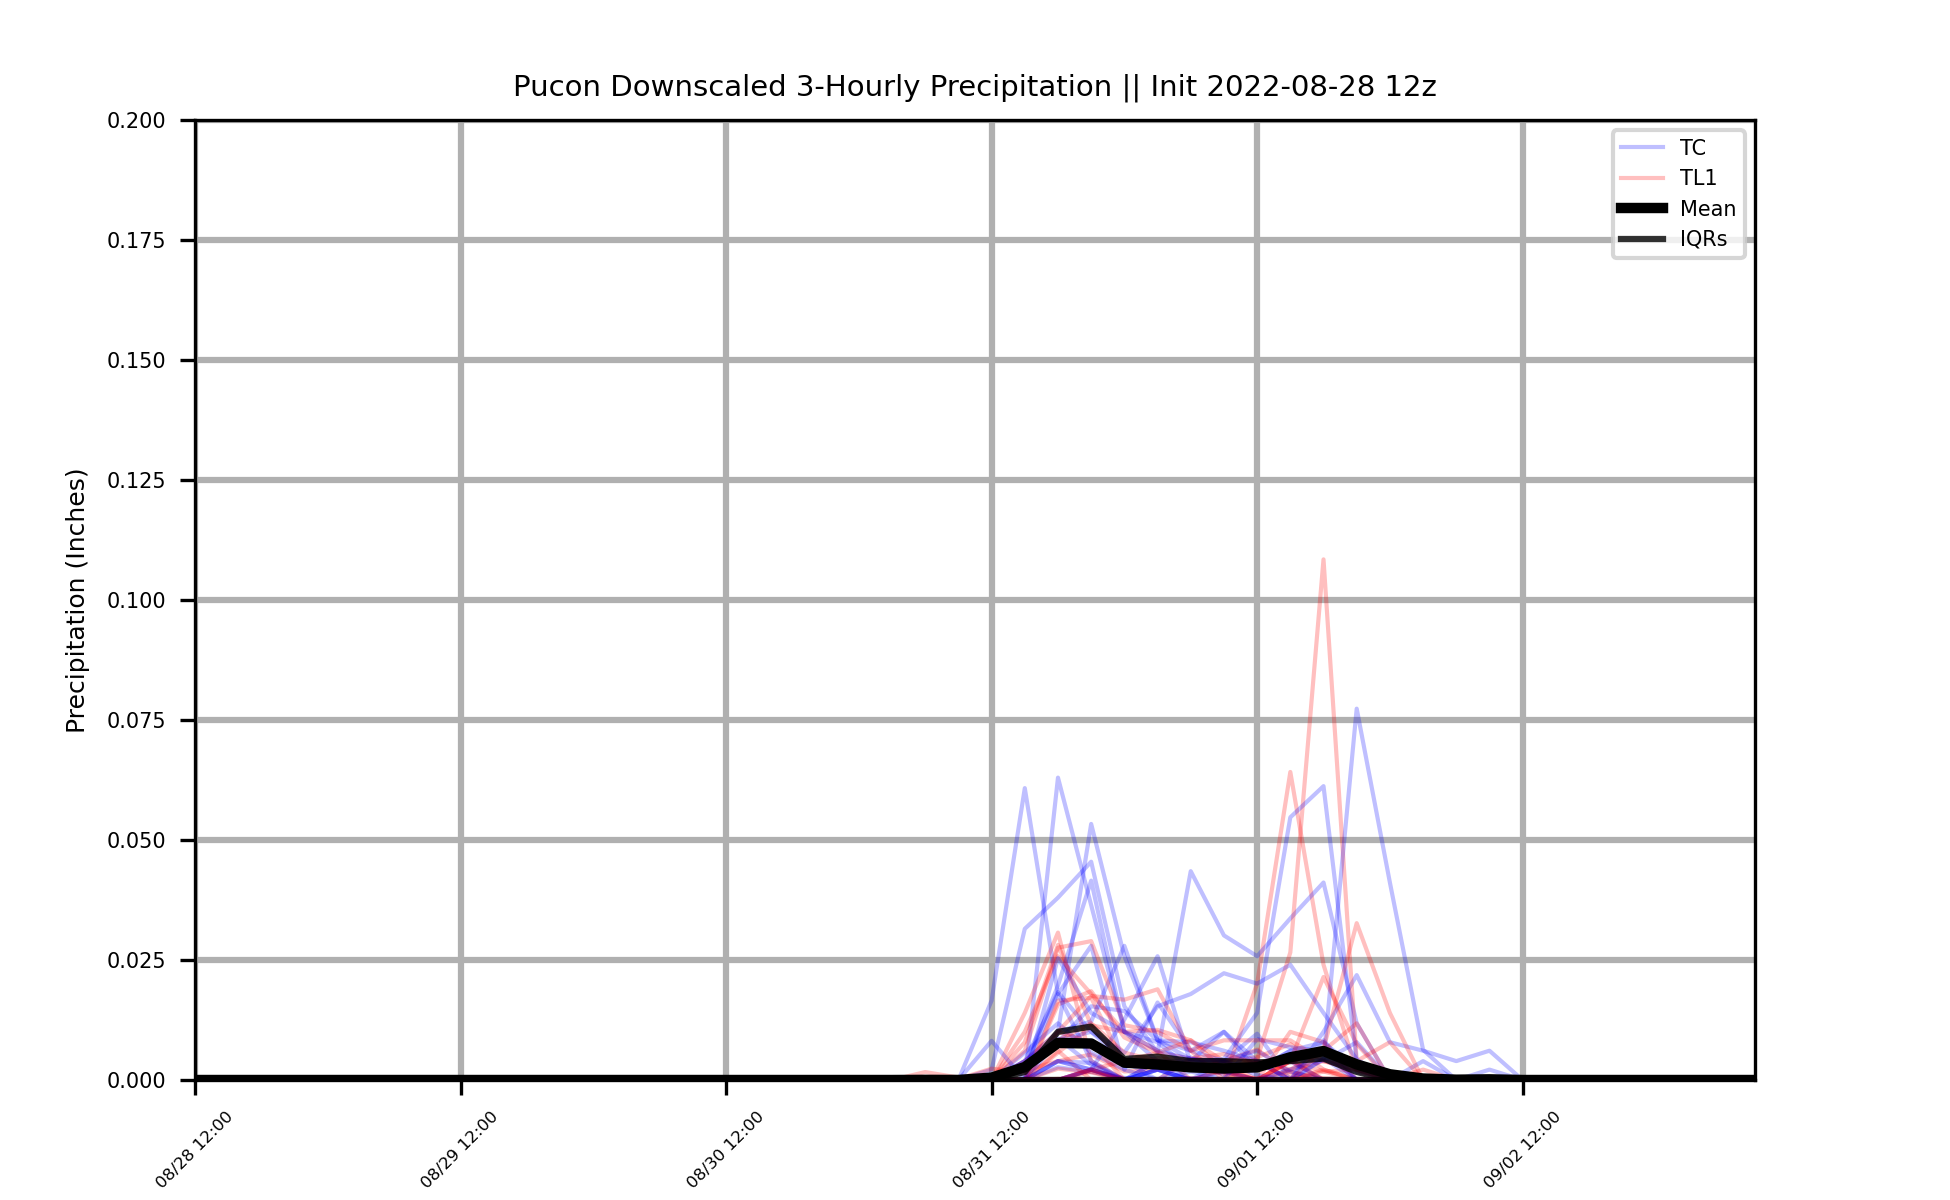 Pucon Downscaled 3-Hourly Precipitation || Init 2022-08-28 12z
0.200
0.175
0.150
0.125
0.100
0.075
0.050
0.025
0.000
Precipitation (Inches)
TC
TL1
Mean
IQRs
08/28 12:00
08/29 12:00
08/30 12:00
08/31 12:00
09/01 12:00
09/02 12:00